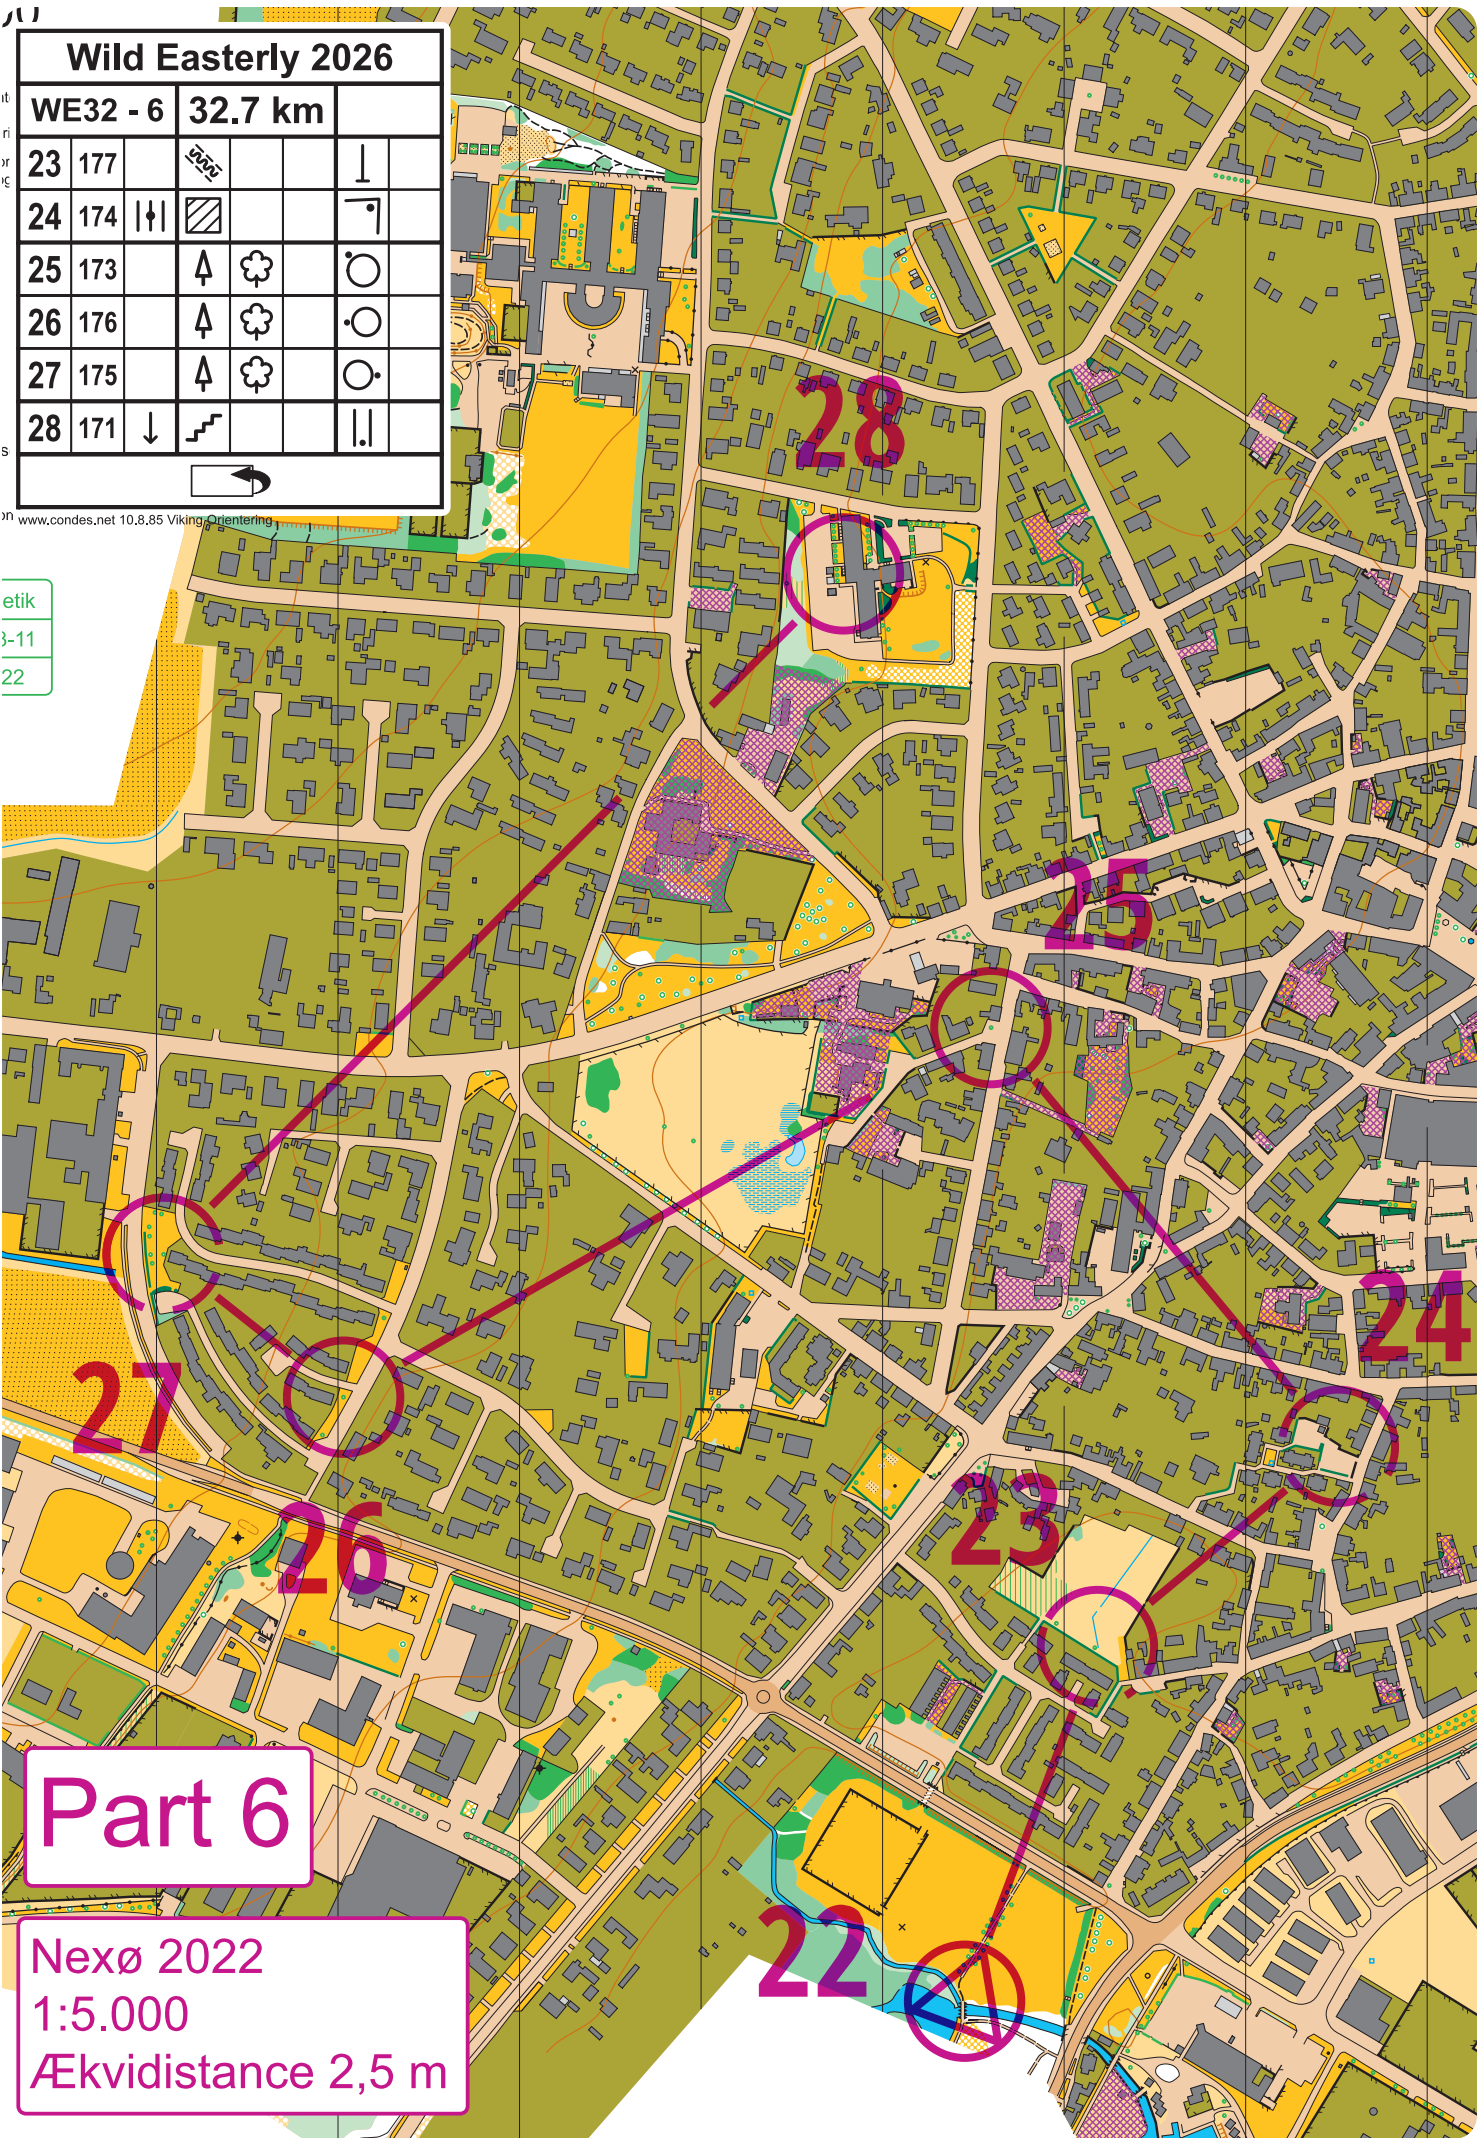 Wild Easterly 2026
WE32 - 6 32.7 km
23 177
24 174
25 173
26 176
27 175
28 171
www.condes.net 10.8.85 Viking Orientering
etik
3-11
22
28
25
24
23
27
26
22
Part 6
Nexø 2022
1:5.000
Ækvidistance 2,5 m